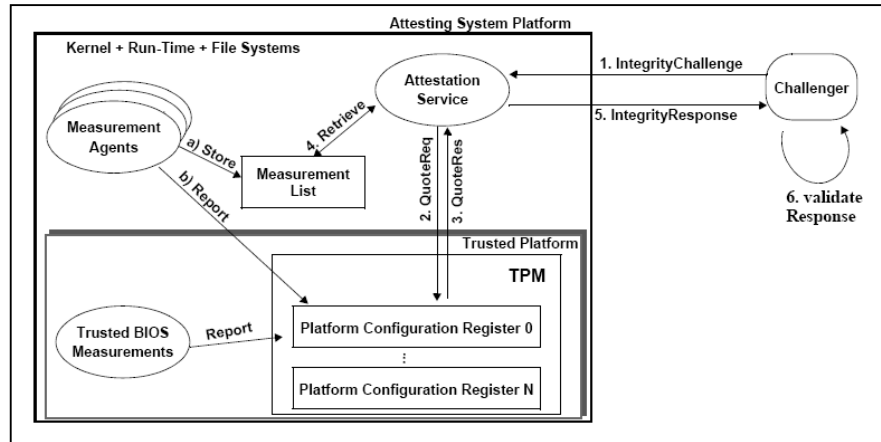 Attesting System Platform
Kernel + Run-Time + File Systems
Attestation
Service
1. IntegrityChallenge
5. IntegrityResponse
Challenger
6. validate
Response
Measurement
Agents
a) Store
b) Report
4. Retrieve
Measurement
List
2. QuoteReq
3. QuoteRes
Trusted Platform
TPM
Trusted BIOS
Measurements
Report
Platform Configuration Register 0
...
Platform Configuration Register N